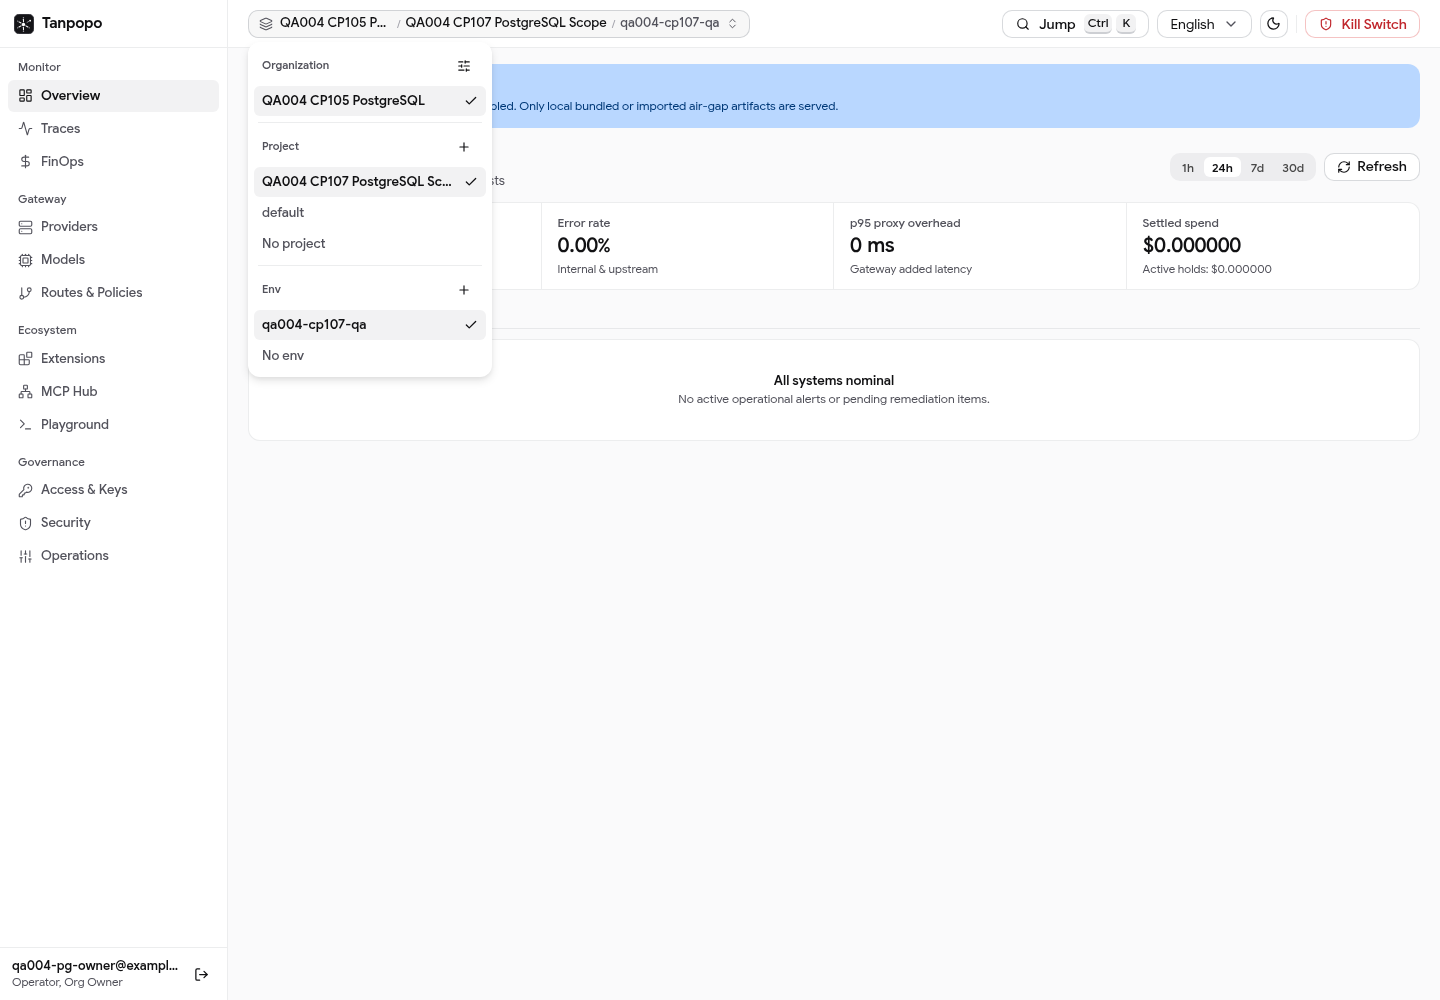 Tanpopo
QA004 CP105 P... / QA004 CP107 PostgreSQL Scope / qa004-cp107-qa
Jump Ctrl K
English
Kill Switch
Monitor
Overview
Traces
FinOps
Gateway
Providers
Models
Routes & Policies
Ecosystem
Extensions
MCP Hub
Playground
Governance
Access & Keys
Security
Operations
qa004-pg-owner@exampl...
Operator, Org Owner
Organization
QA004 CP105 PostgreSQL
Project
QA004 CP107 PostgreSQL Sc...
default
No project
Env
qa004-cp107-qa
No env
Only local bundled or imported air-gap artifacts are served.
1h 24h 7d 30d
Refresh
Error rate
0.00%
Internal & upstream
p95 proxy overhead
0 ms
Gateway added latency
Settled spend
$0.000000
Active holds: $0.000000
All systems nominal
No active operational alerts or pending remediation items.